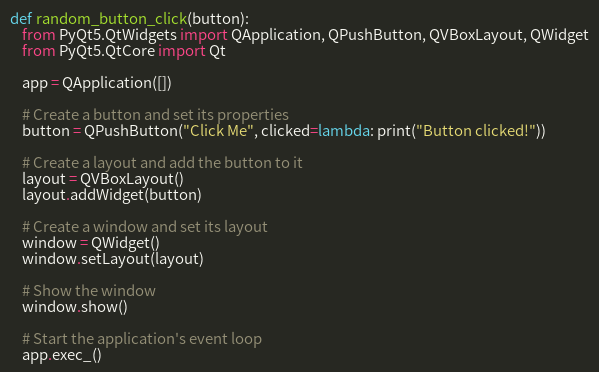 def random_button_click(button):
from PyQt5.QtWidgets import QApplication, QPushButton, QVBoxLayout, QWidget
from PyQt5.QtCore import Qt
app = QApplication([])
# Create a button and set its properties
button = QPushButton("Click Me", clicked=lambda: print("Button clicked!"))
# Create a layout and add the button to it
layout = QVBoxLayout()
layout.addWidget(button)
# Create a window and set its layout
window = QWidget()
window.setLayout(layout)
# Show the window
window.show()
# Start the application's event loop
app.exec_()